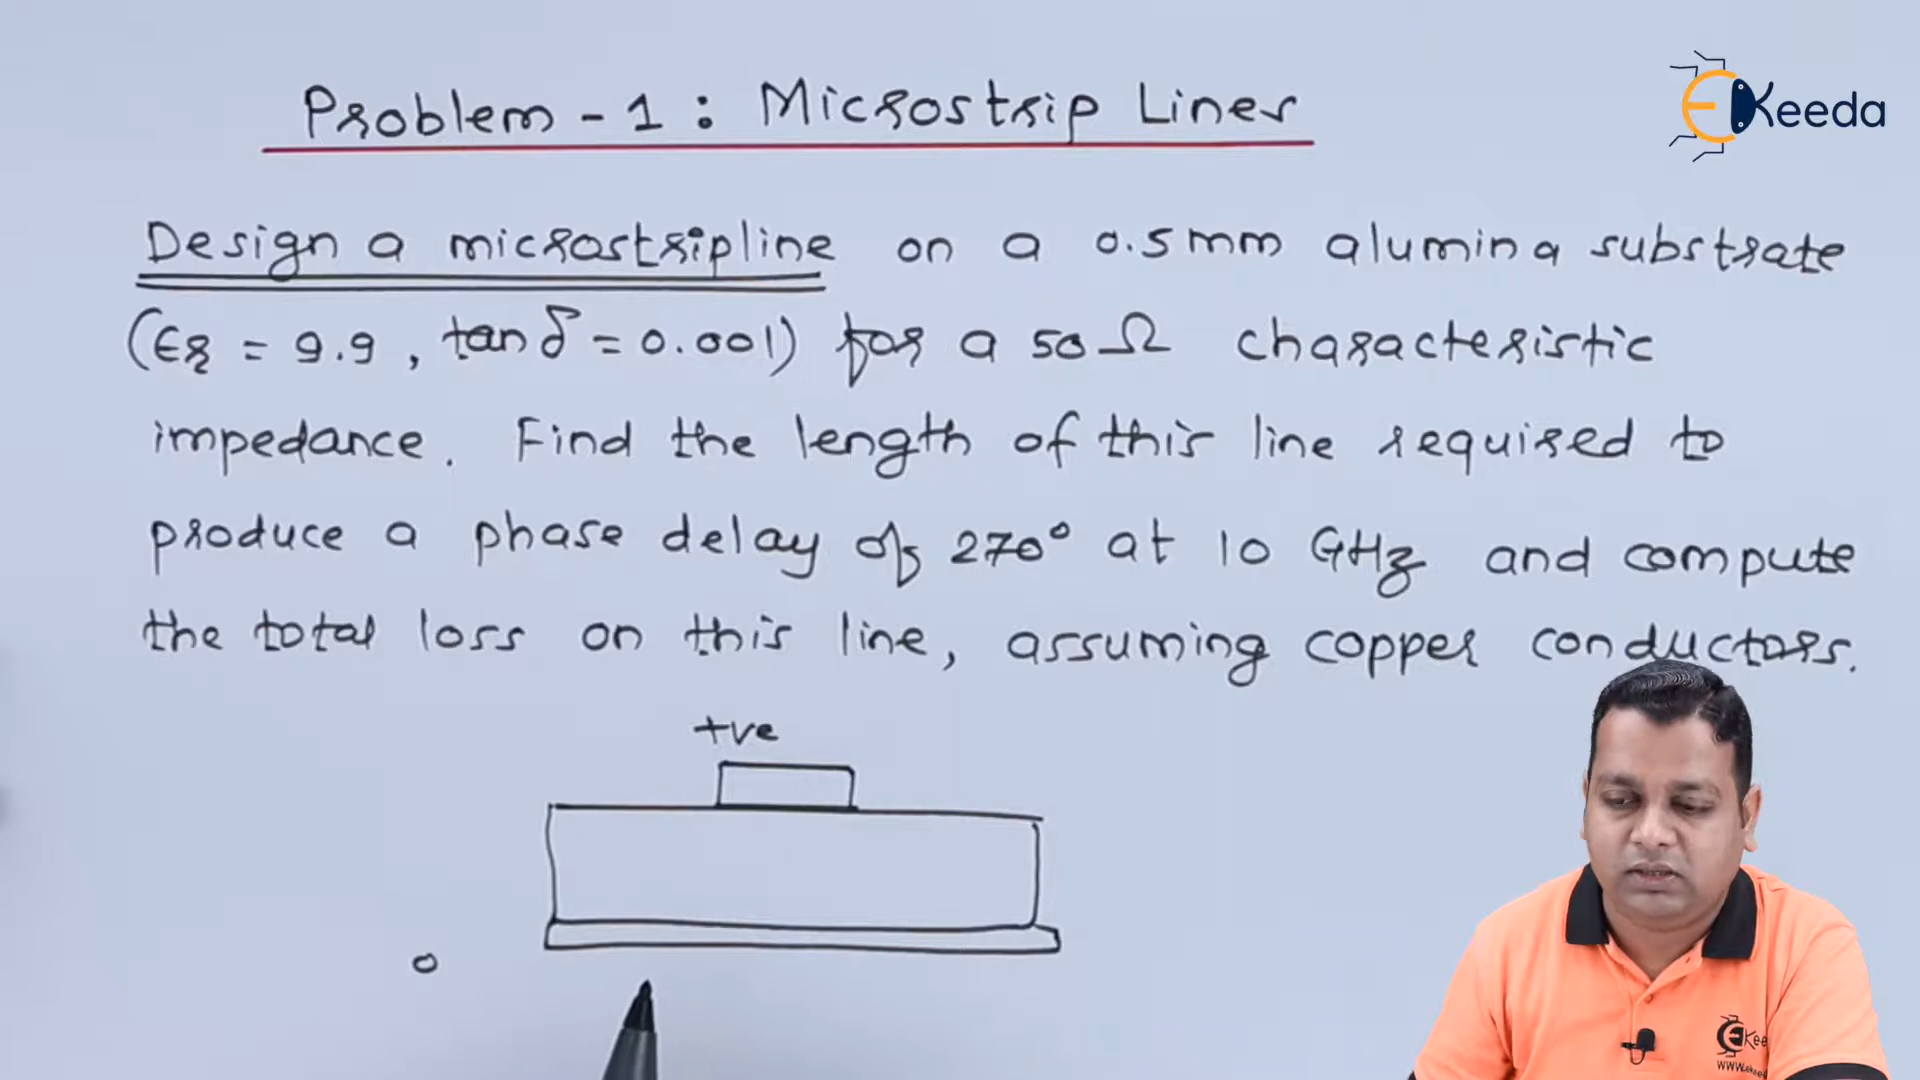 Problem - 1 : Microstrip Lines
EKeeda
Design a microstripline on a 0.5mm alumina substrate
(εr = 9.9, tan δ = 0.001) for a 50 Ω characteristic
impedance. Find the length of this line required to
produce a phase delay of 270° at 10 GHz and compute
the total loss on this line, assuming copper conductors.
+ve
0